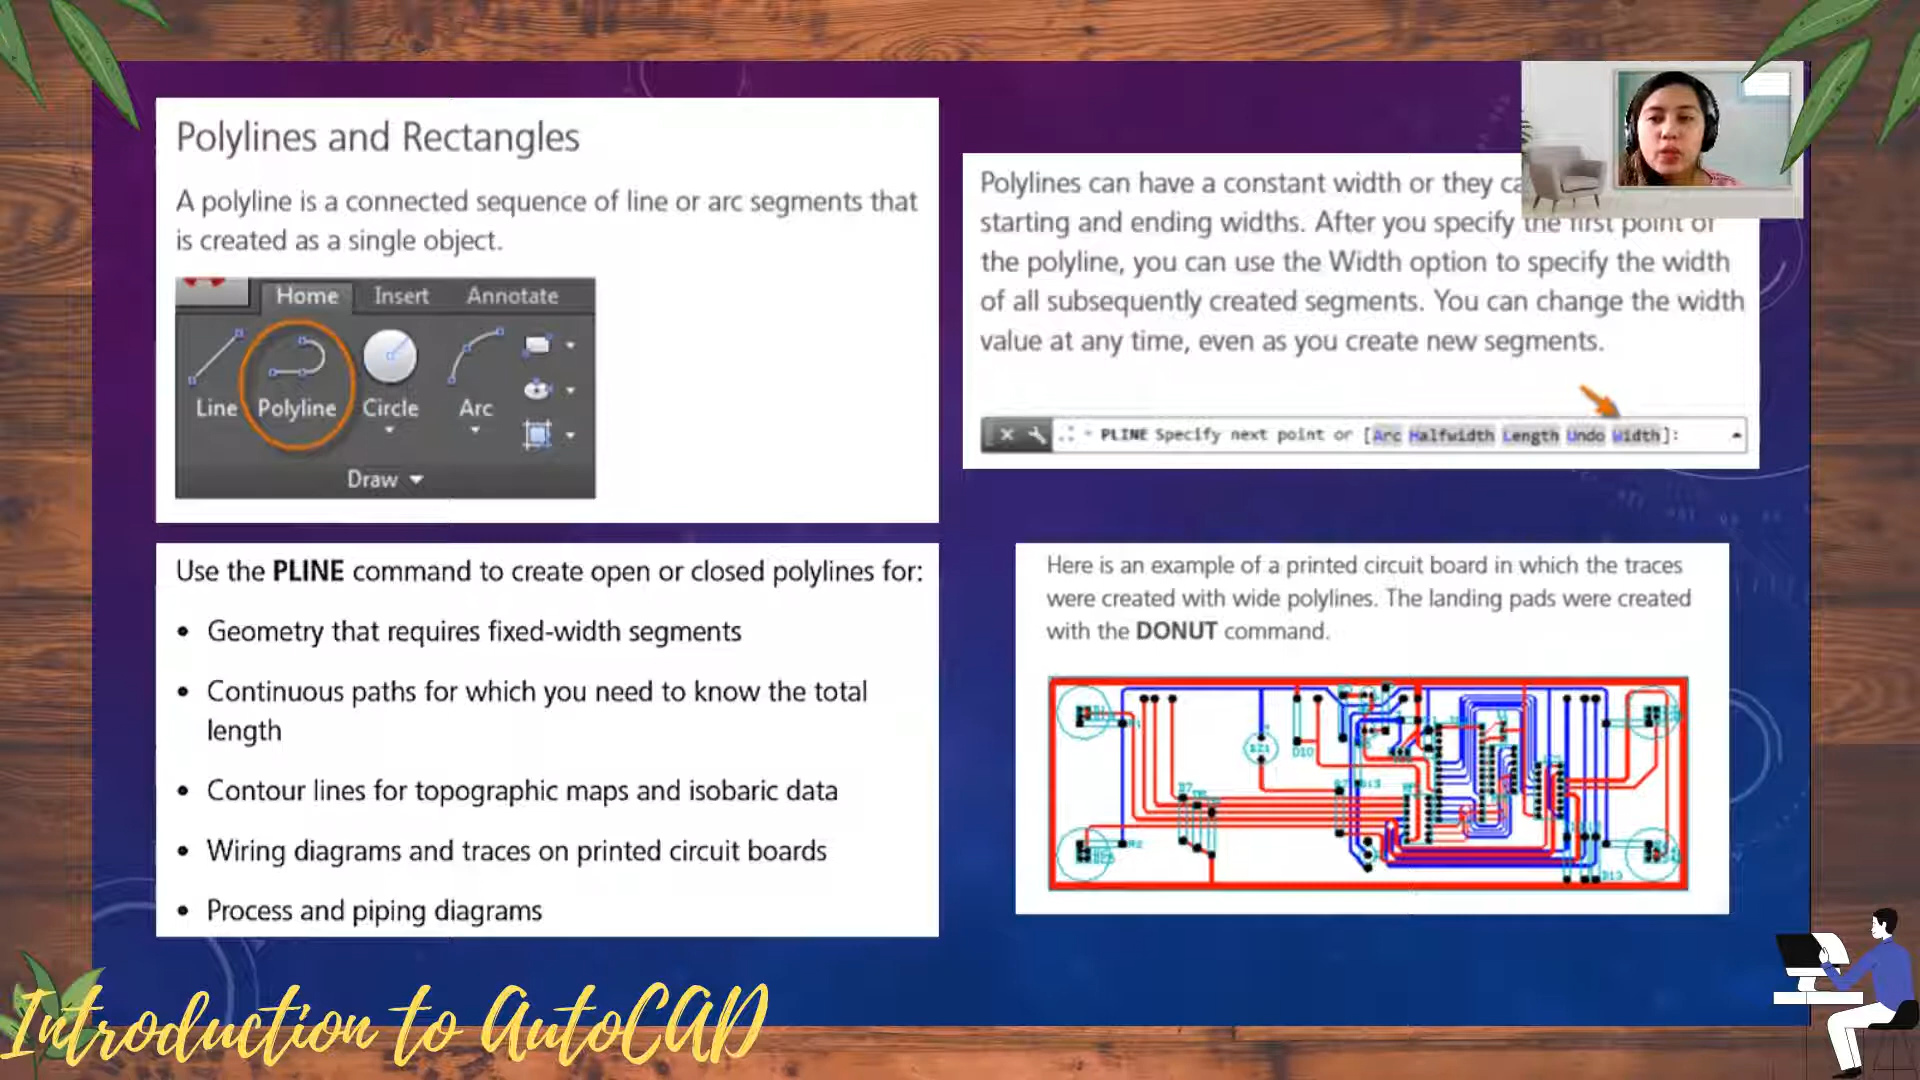 Polylines and Rectangles
A polyline is a connected sequence of line or arc segments that
is created as a single object.
Home Insert Annotate
Line Polyline Circle Arc
Draw
Polylines can have a constant width or they
starting and ending widths. After you specify the first point of
the polyline, you can use the Width option to specify the width
of all subsequently created segments. You can change the width
value at any time, even as you create new segments.
PLINE Specify next point or [Arc Halfwidth Length Undo Width]:
Use the PLINE command to create open or closed polylines for:
• Geometry that requires fixed-width segments
• Continuous paths for which you need to know the total
length
• Contour lines for topographic maps and isobaric data
• Wiring diagrams and traces on printed circuit boards
• Process and piping diagrams
Here is an example of a printed circuit board in which the traces
were created with wide polylines. The landing pads were created
with the DONUT command.
D10
R2
D13
Introduction to AutoCAD